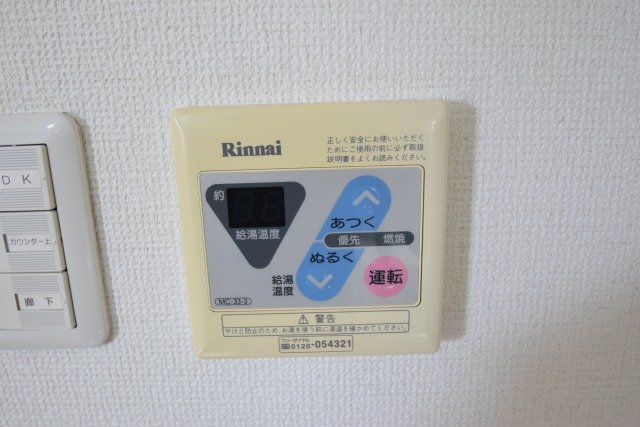 DK
カウンター上
廊下
Rinnai
正しく安全にお使いいただく
ためにご使用の前に必ず取扱
説明書をよくお読みください。
約
給湯温度
あつく
優先 燃焼
ぬるく
給湯
温度
運転
MC-33-3
⚠警告
やけど防止のため、お湯を使う前に湯温を確かめてください。
フリーダイヤル
0120-054321